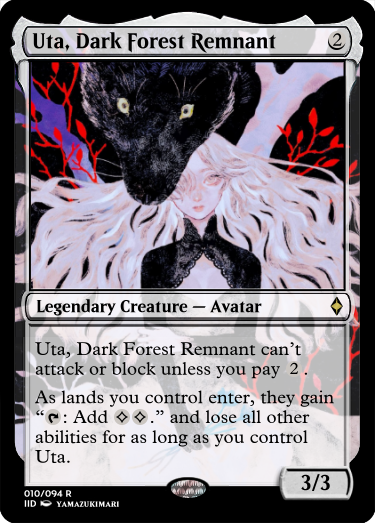 Uta, Dark Forest Remnant 2
Legendary Creature — Avatar
Uta, Dark Forest Remnant can't
attack or block unless you pay 2.
As lands you control enter, they gain
“: Add .” and lose all other
abilities for as long as you control
Uta.
3/3
010/094 R
IID YAMAZUKIMARI